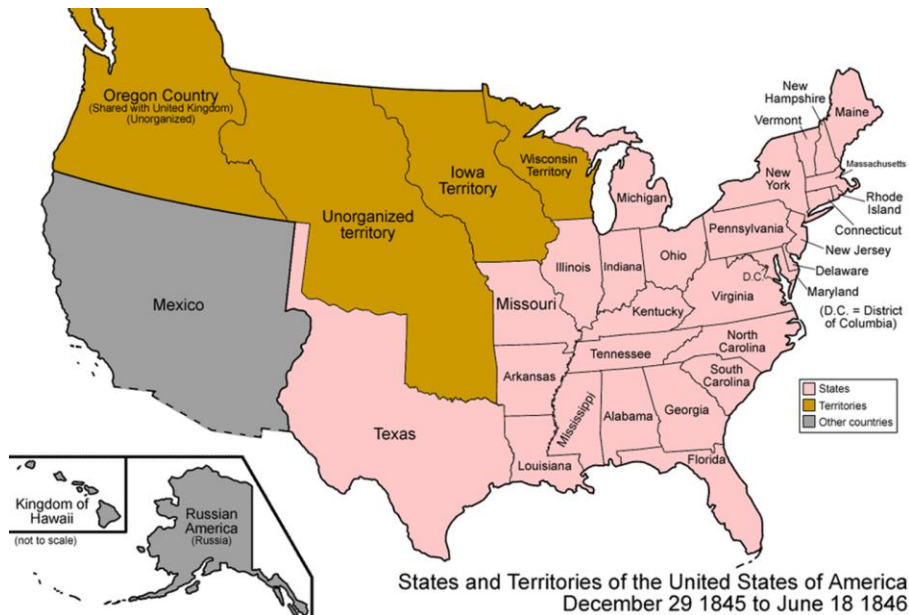 Oregon Country
(Shared with United Kingdom)
(Unorganized)
Unorganized
territory
Iowa
Territory
Wisconsin
Territory
Michigan
New
Hampshire
Vermont
Maine
Massachusetts
New
York
Rhode
Island
Connecticut
Pennsylvania
New Jersey
Delaware
Maryland
D.C.
(D.C. = District
of Columbia)
Mexico
Missouri
Illinois
Indiana
Ohio
Kentucky
Virginia
Tennessee
North
Carolina
South
Carolina
Arkansas
Texas
Louisiana
Mississippi
Alabama
Georgia
Florida
States
Territories
Other countries
Kingdom of
Hawaii
(not to scale)
Russian
America
(Russia)
States and Territories of the United States of America
December 29 1845 to June 18 1846